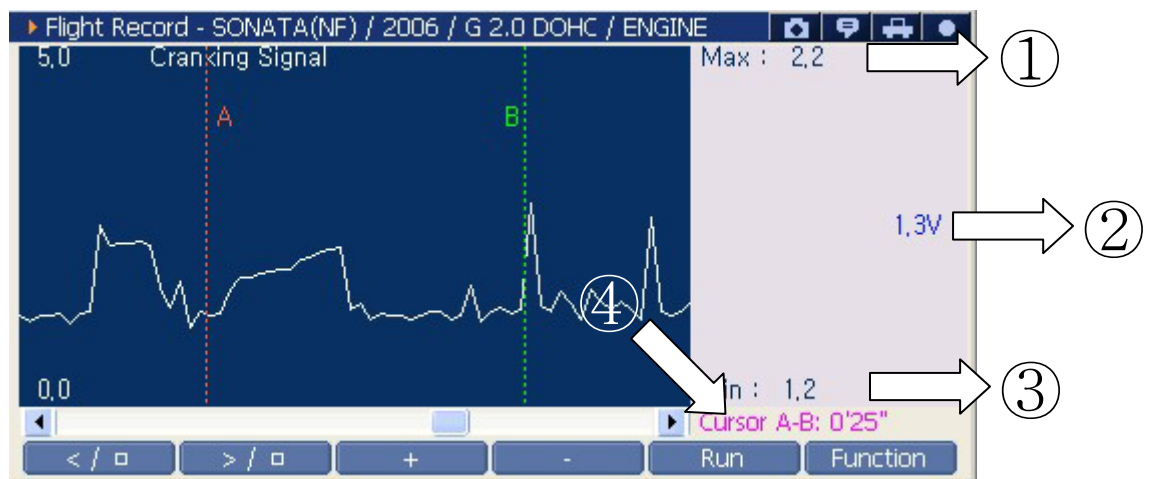 Flight Record - SONATA(NF) / 2006 / G 2.0 DOHC / ENGINE
5,0 Cranking Signal Max : 2,2 ①
A B
1,3V ②
④
0,0 in : 1,2 ③
Cursor A-B: 0'25"
< / □ > / □ + - Run Function